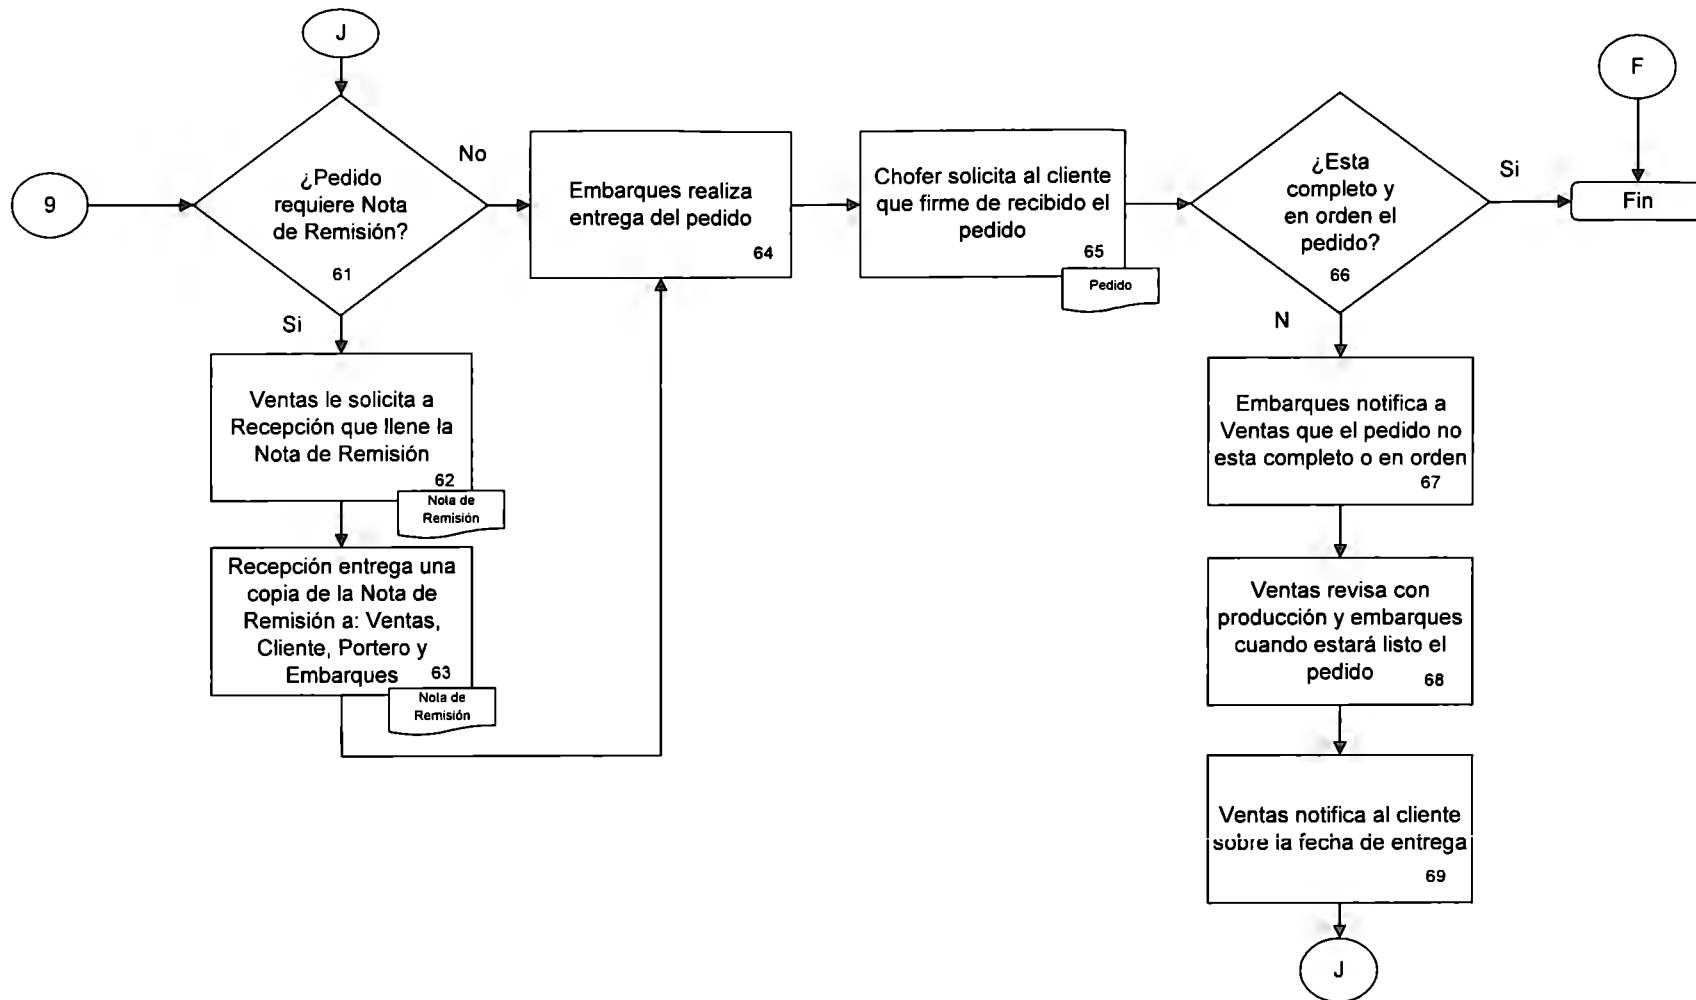 J
F
9
¿Pedido
requiere Nota
de Remisión?
61
No
Si
Embarques realiza
entrega del pedido
64
Chofer solicita al cliente
que firme de recibido el
pedido
65
Pedido
¿Esta
completo y
en orden el
pedido?
66
Si
Fin
N
Ventas le solicita a
Recepción que llene la
Nota de Remisión
62
Nota de
Remisión
Recepción entrega una
copia de la Nota de
Remisión a: Ventas,
Cliente, Portero y
Embarques
63
Nota de
Remisión
Embarques notifica a
Ventas que el pedido no
esta completo o en orden
67
Ventas revisa con
producción y embarques
cuando estará listo el
pedido
68
Ventas notifica al cliente
sobre la fecha de entrega
69
J